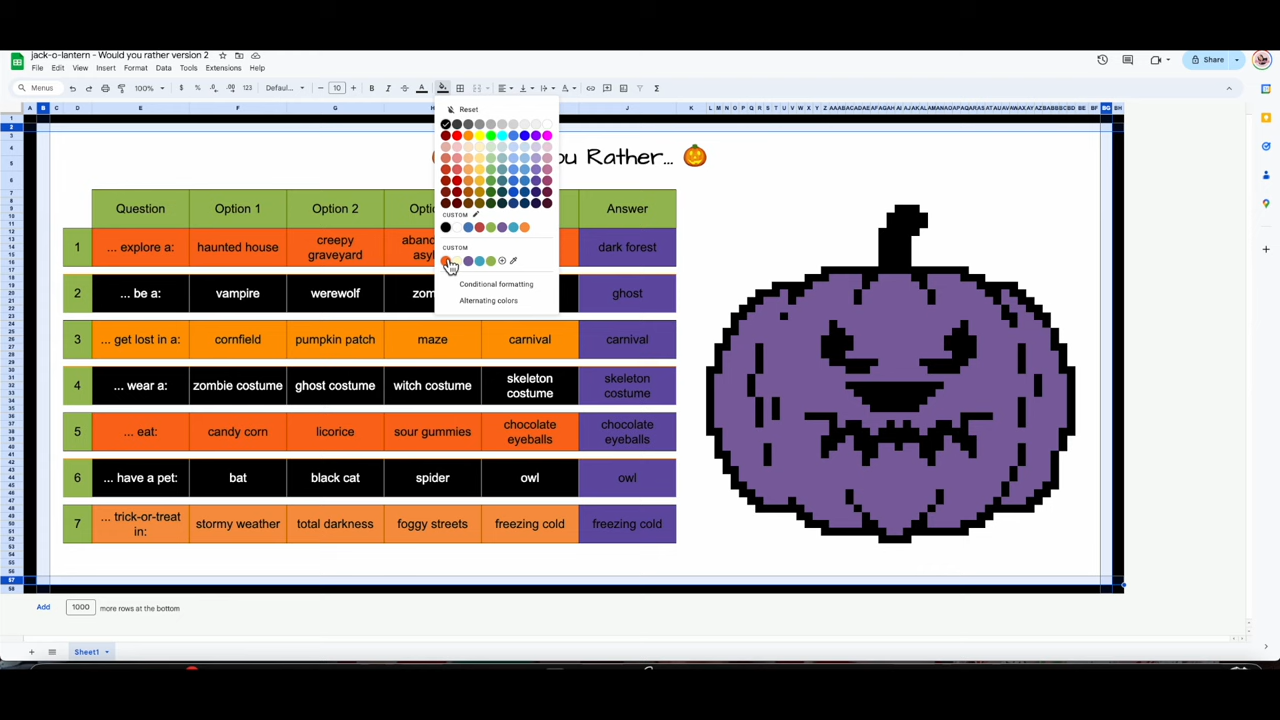 jack-o-lantern - Would you rather version 2
File Edit View Insert Format Data Tools Extensions Help
Share
Menus 100% $ % .0 .00 123 Defaul... 10 B I A
Reset
CUSTOM
CUSTOM
Conditional formatting
Alternating colors
ou Rather...
Question Option 1 Option 2 Answer
1 ... explore a: haunted house creepy graveyard dark forest
2 ... be a: vampire werewolf ghost
3 ... get lost in a: cornfield pumpkin patch maze carnival carnival
4 ... wear a: zombie costume ghost costume witch costume skeleton costume skeleton costume
5 ... eat: candy corn licorice sour gummies chocolate eyeballs chocolate eyeballs
6 ... have a pet: bat black cat spider owl owl
7 ... trick-or-treat in: stormy weather total darkness foggy streets freezing cold freezing cold
Add 1000 more rows at the bottom
Sheet1